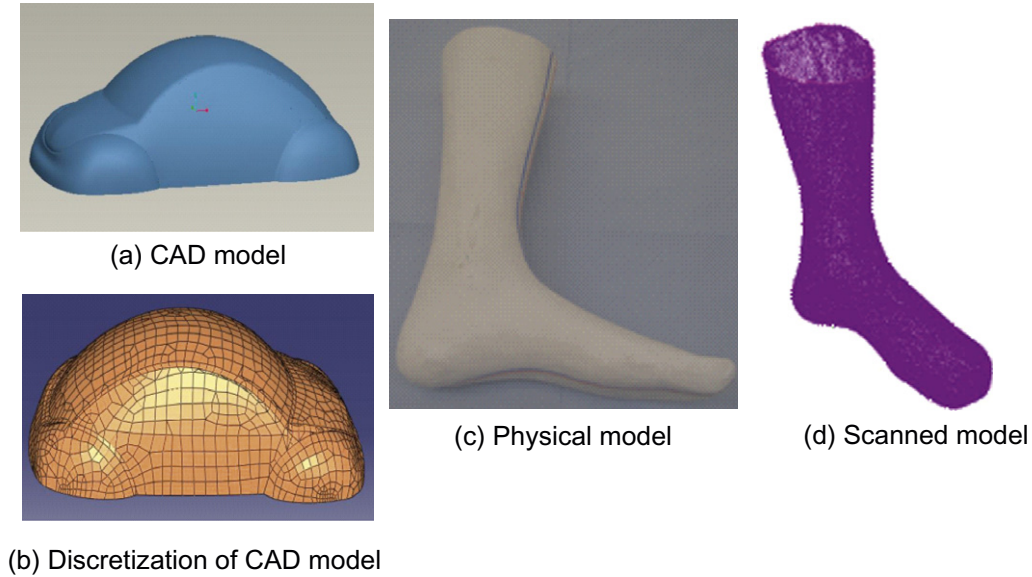 (a) CAD model
(b) Discretization of CAD model
(c) Physical model
(d) Scanned model